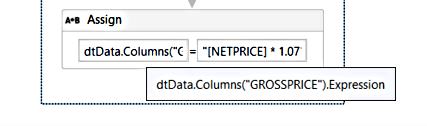 A+B Assign
dtData.Columns("G = "[NETPRICE] * 1.07
dtData.Columns("GROSSPRICE").Expression